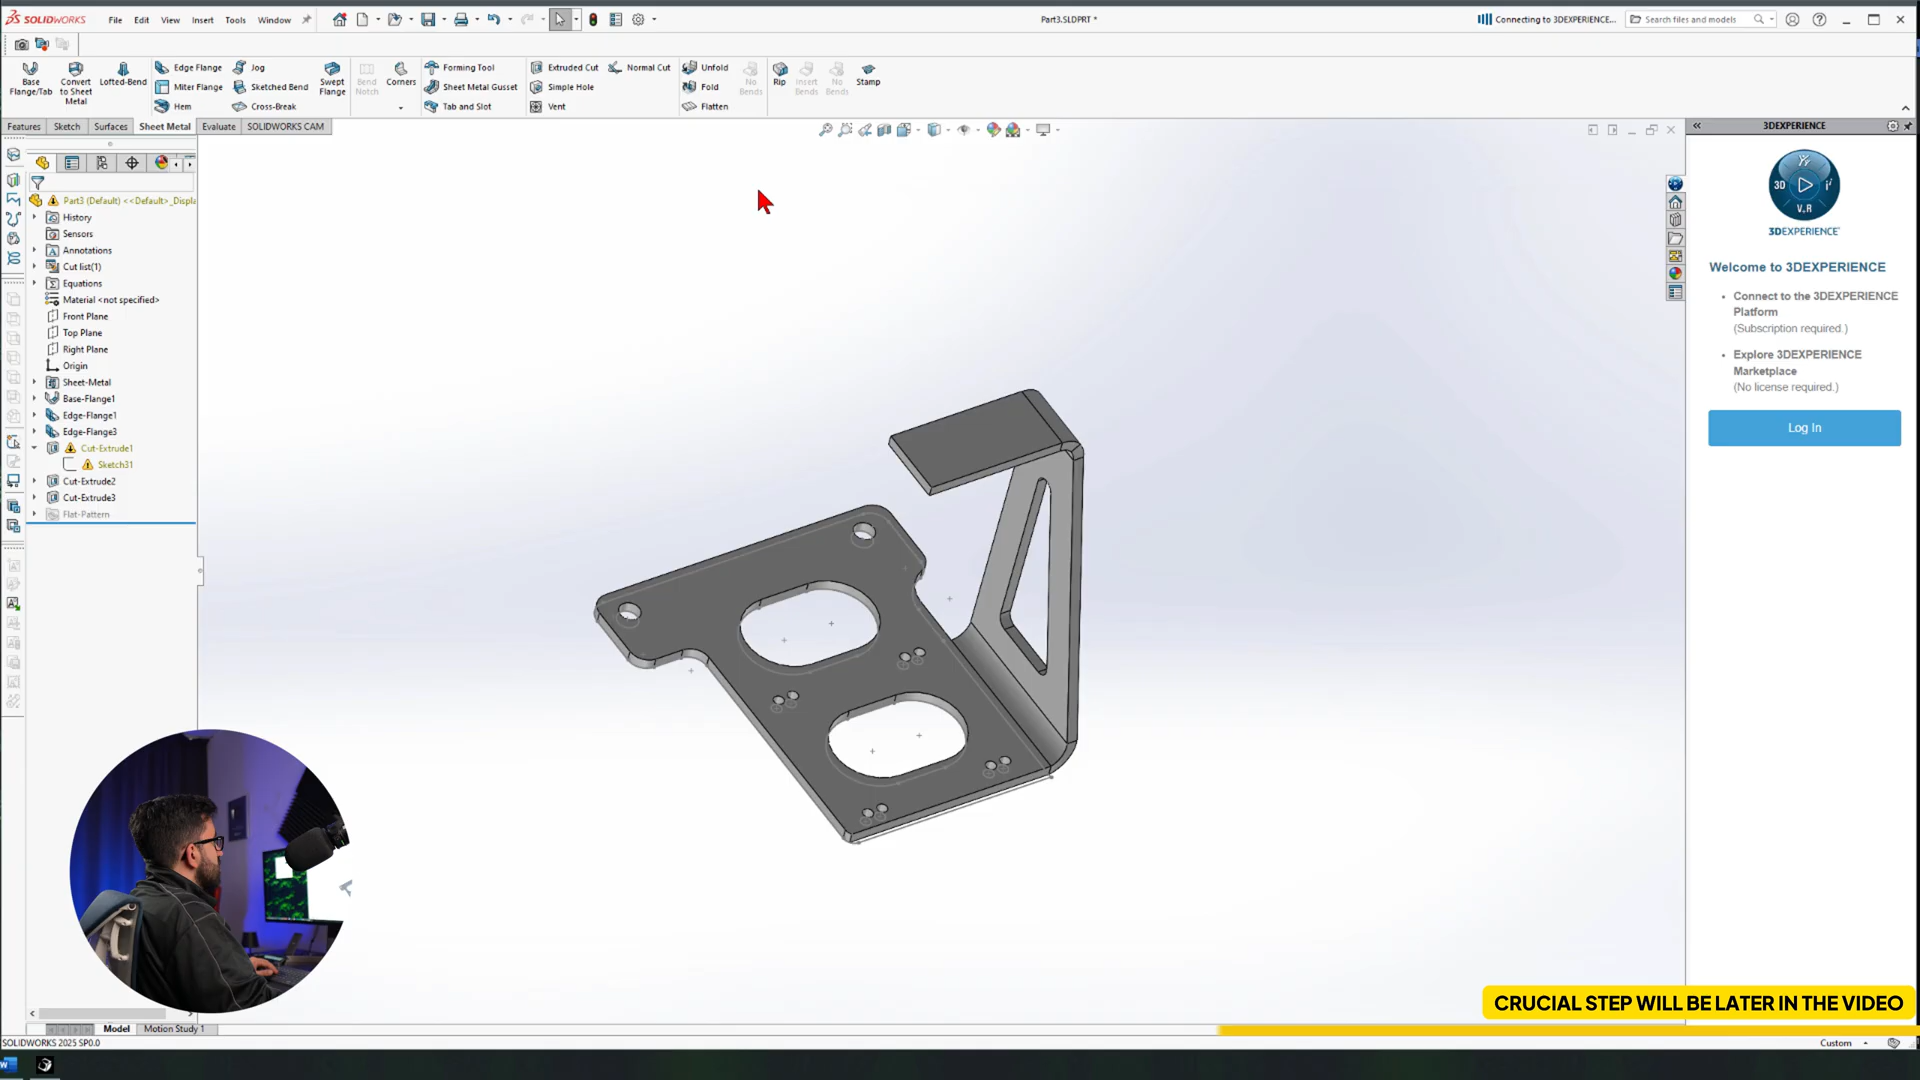 SOLIDWORKS File Edit View Insert Tools Window
Part3.SLDPRT *
Connecting to 3DEXPERIENCE...
Search files and models
Base Flange/Tab
Convert to Sheet Metal
Lofted-Bend
Edge Flange
Miter Flange
Hem
Jog
Sketched Bend
Cross-Break
Swept Flange
Bend Notch
Corners
Forming Tool
Sheet Metal Gusset
Tab and Slot
Extruded Cut
Simple Hole
Vent
Normal Cut
Unfold
Fold
Flatten
No Bends
Rip
Insert Bends
No Bends
Stamp
Features Sketch Surfaces Sheet Metal Evaluate SOLIDWORKS CAM
Part3 (Default) <<Default>_Displa
History
Sensors
Annotations
Cut list(1)
Equations
Material <not specified>
Front Plane
Top Plane
Right Plane
Origin
Sheet-Metal
Base-Flange1
Edge-Flange1
Edge-Flange3
Cut-Extrude1
Sketch31
Cut-Extrude2
Cut-Extrude3
Flat-Pattern
3DEXPERIENCE
3D
V.R
3DEXPERIENCE
Welcome to 3DEXPERIENCE
• Connect to the 3DEXPERIENCE
Platform
(Subscription required.)
• Explore 3DEXPERIENCE
Marketplace
(No license required.)
Log In
CRUCIAL STEP WILL BE LATER IN THE VIDEO
Model Motion Study 1
SOLIDWORKS 2025 SP0.0
Custom